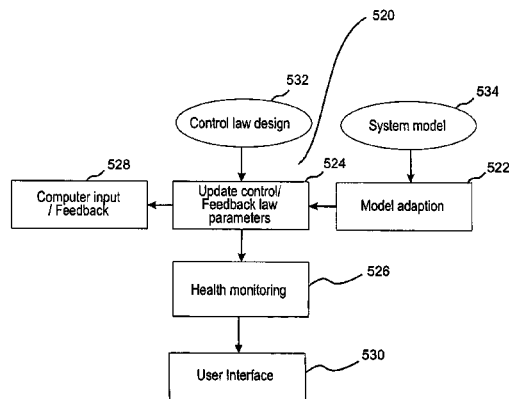 520
532
Control law design
534
System model
528
524
522
Computer input
/ Feedback
Update control/
Feedback law
parameters
Model adaption
526
Health monitoring
530
User Interface